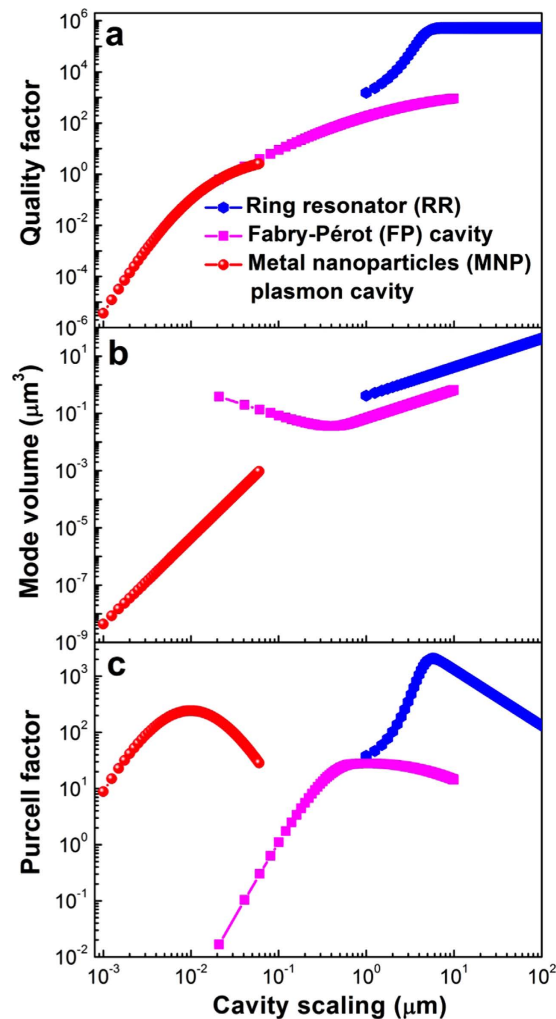 a
Quality factor
10^6
10^4
10^2
10^0
10^-2
10^-4
10^-6
Ring resonator (RR)
Fabry-Pérot (FP) cavity
Metal nanoparticles (MNP)
plasmon cavity
b
Mode volume (μm^3)
10^1
10^-1
10^-3
10^-5
10^-7
10^-9
c
Purcell factor
10^3
10^2
10^1
10^0
10^-1
10^-2
10^-3 10^-2 10^-1 10^0 10^1 10^2
Cavity scaling (μm)